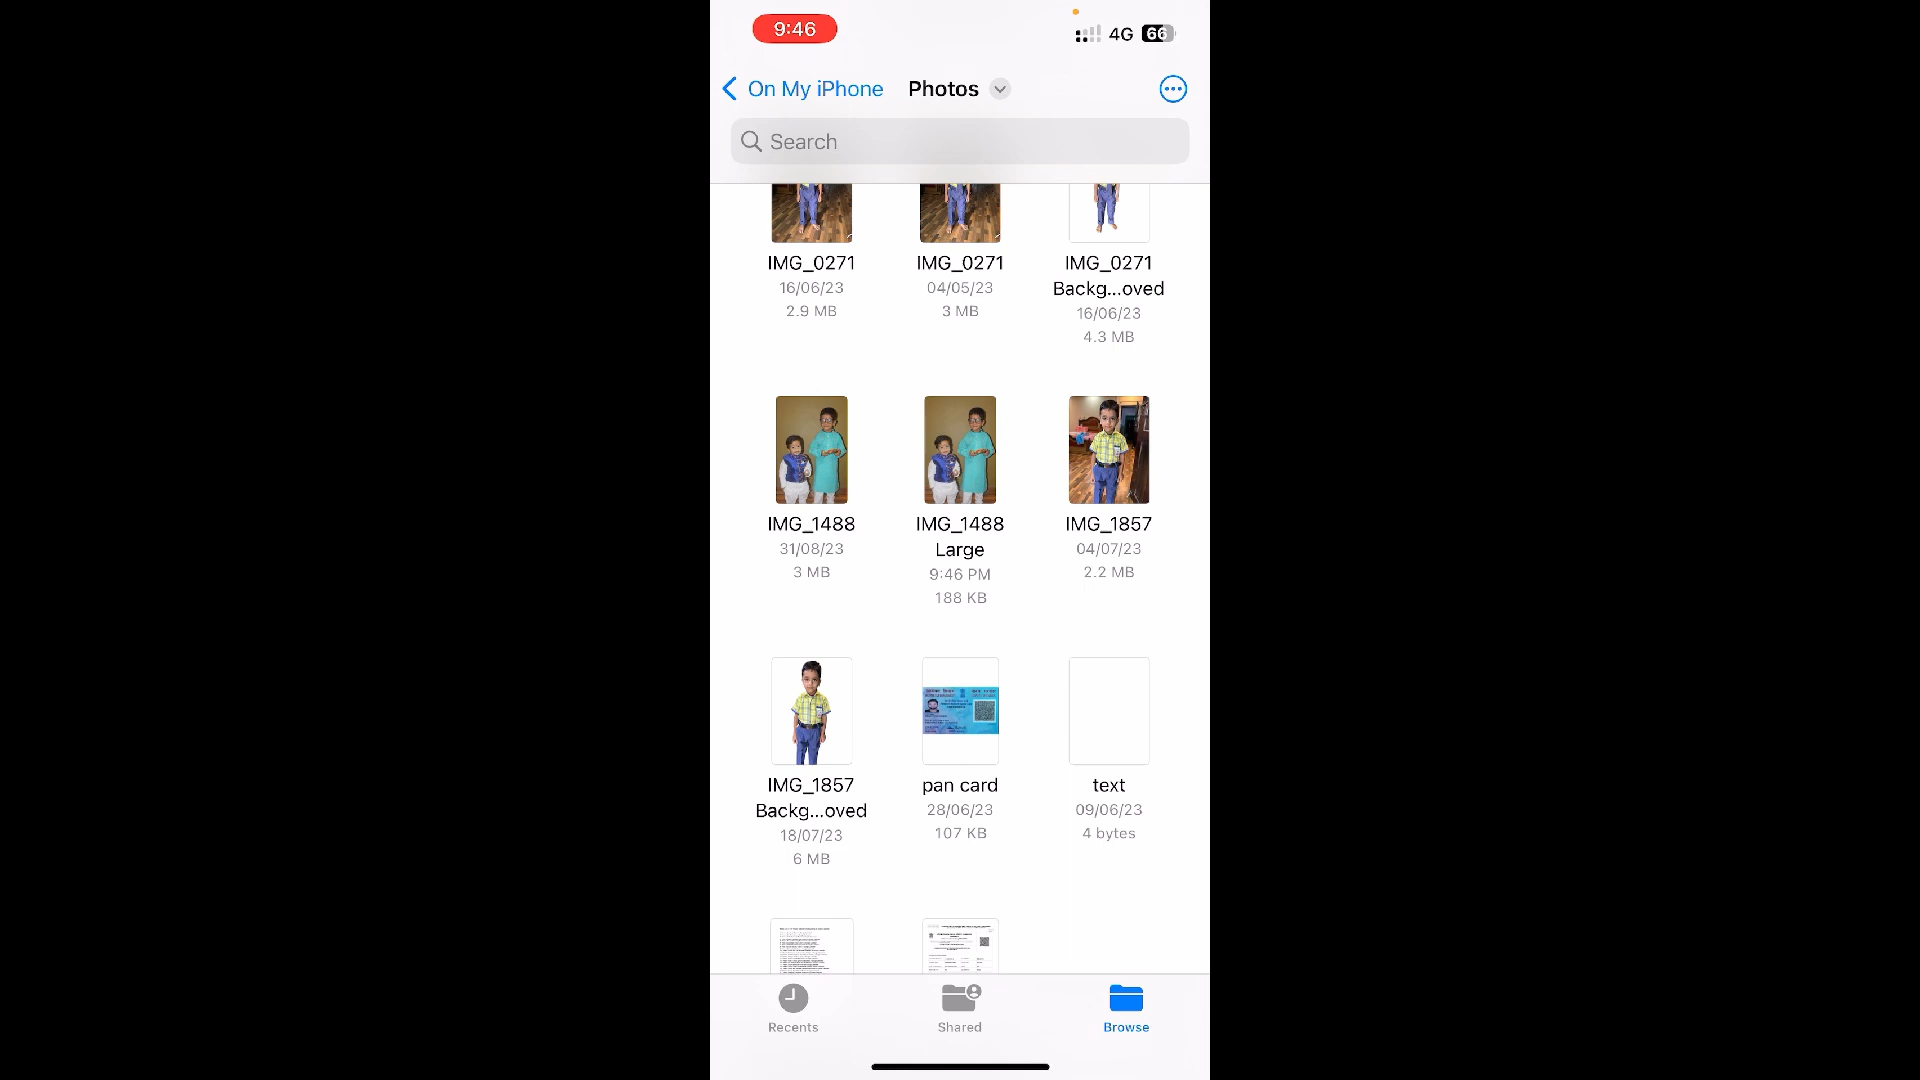 9:46
4G 66
On My iPhone Photos
Search
IMG_0271 IMG_0271 IMG_0271
Backg...oved
16/06/23 04/05/23 16/06/23
2.9 MB 3 MB 4.3 MB
IMG_1488 IMG_1488 IMG_1857
Large
31/08/23 9:46 PM 04/07/23
3 MB 188 KB 2.2 MB
IMG_1857 pan card text
Backg...oved
18/07/23 28/06/23 09/06/23
6 MB 107 KB 4 bytes
Recents Shared Browse